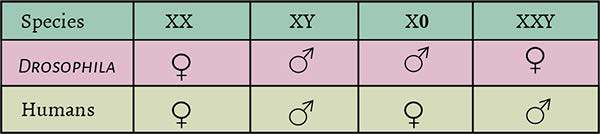 Species XX XY X0 XXY
DROSOPHILA ♀ ♂ ♂ ♀
Humans ♀ ♂ ♀ ♂